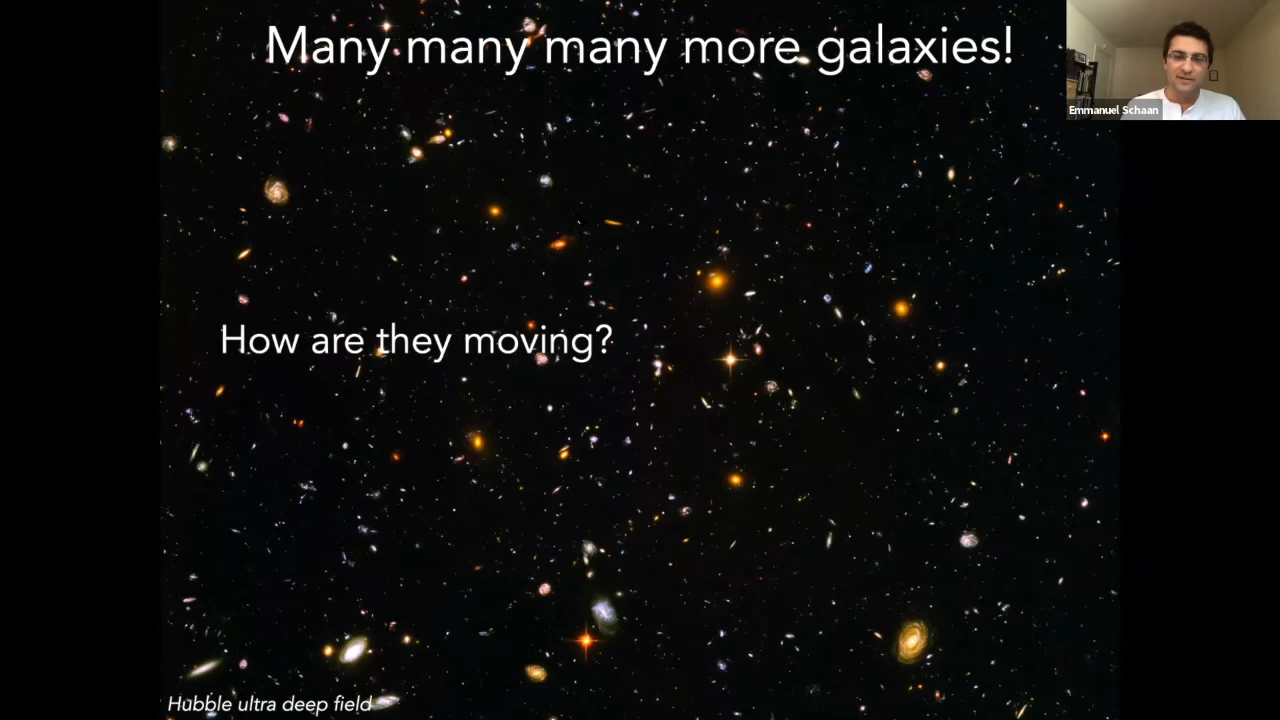 Many many many more galaxies!
Emmanuel Schaan
How are they moving?
Hubble ultra deep field